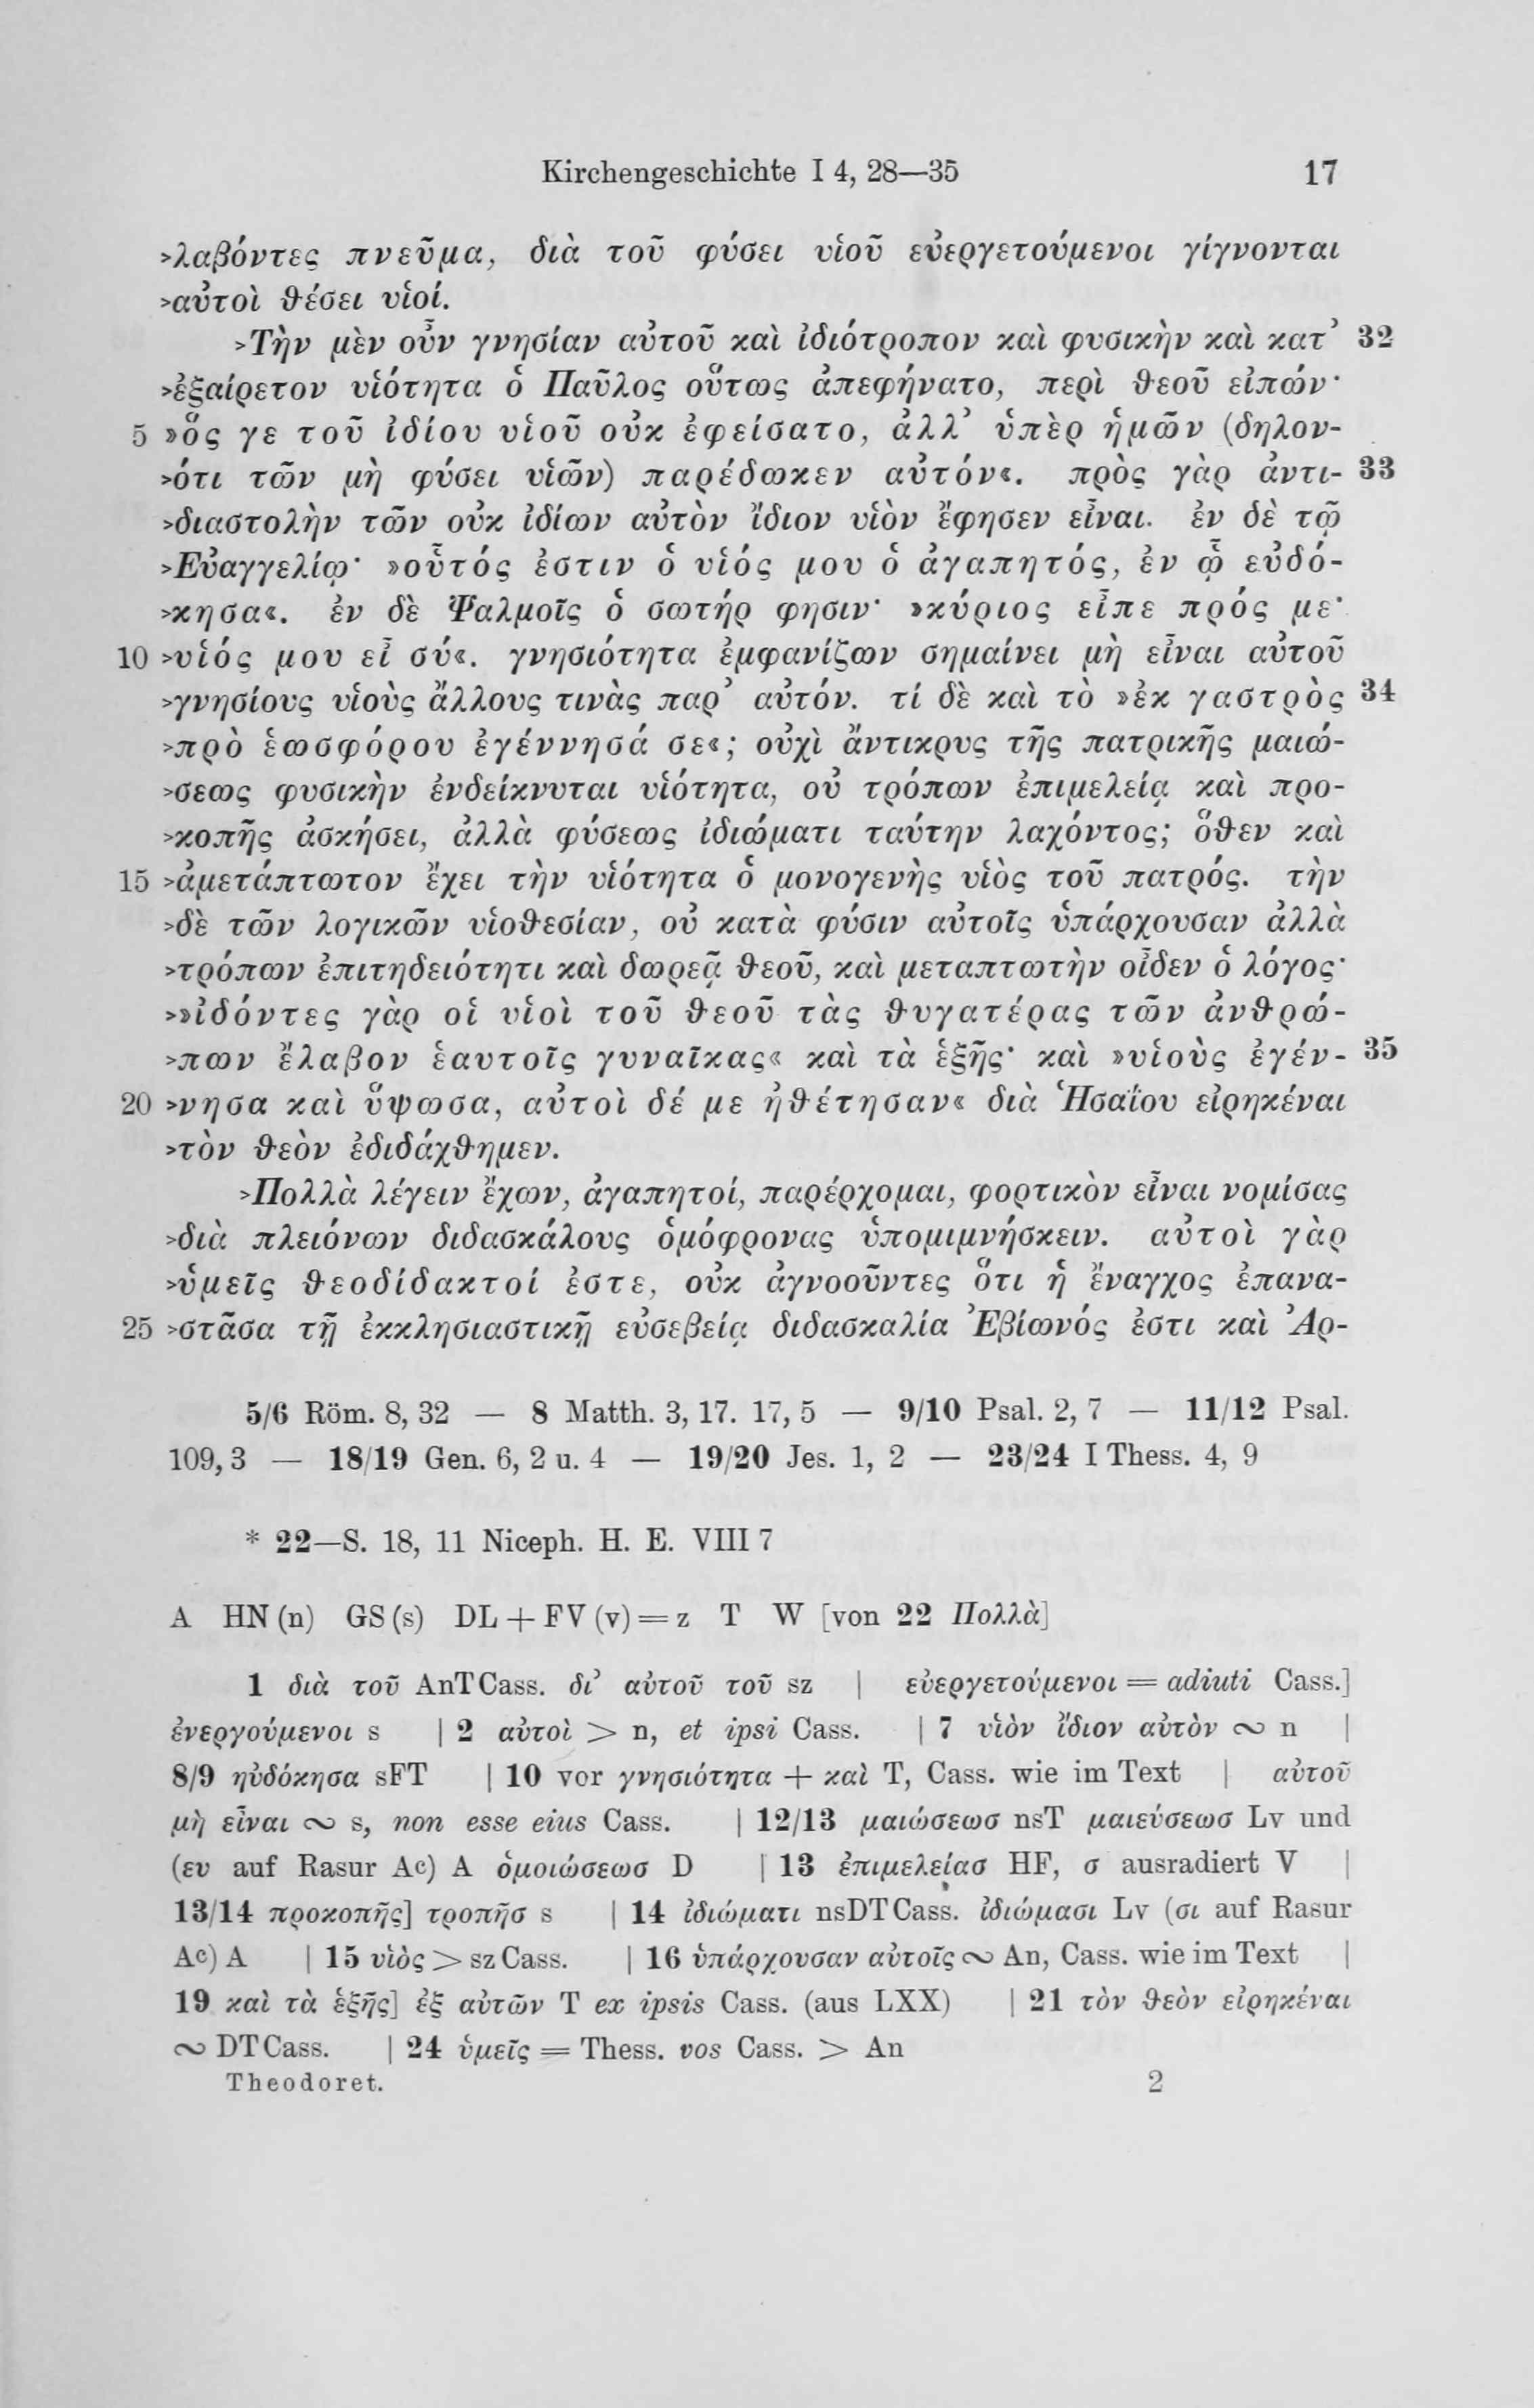 Kirchengeschichte I 4, 28—35 17
>λαβόντες πνεῦμα, διὰ τοῦ φύσει υἱοῦ εὐεργετούμενοι γίγνονται
>αὐτοὶ θέσει υἱοί.
>Τὴν μὲν οὖν γνησίαν αὐτοῦ καὶ ἰδιότροπον καὶ φυσικὴν καὶ κατ’ 32
>ἐξαίρετον υἱότητα ὁ Παῦλος οὕτως ἀπεφήνατο, περὶ θεοῦ εἰπών·
5 »ὅς γε τοῦ ἰδίου υἱοῦ οὐκ ἐφείσατο, ἀλλ’ ὑπὲρ ἡμῶν (δηλον-
>ότι τῶν μὴ φύσει υἱῶν) παρέδωκεν αὐτόν«. πρὸς γὰρ ἀντι- 33
>διαστολὴν τῶν οὐκ ἰδίων αὐτὸν ἴδιον υἱὸν ἔφησεν εἶναι. ἐν δὲ τῷ
>Εὐαγγελίῳ· »οὗτός ἐστιν ὁ υἱός μου ὁ ἀγαπητός, ἐν ᾧ εὐδό-
>κησα«. ἐν δὲ Ψαλμοῖς ὁ σωτήρ φησιν· »κύριος εἶπε πρός με·
10 >υἱός μου εἶ σύ«. γνησιότητα ἐμφανίζων σημαίνει μὴ εἶναι αὐτοῦ
>γνησίους υἱοὺς ἄλλους τινὰς παρ’ αὐτόν. τί δὲ καὶ τὸ »ἐκ γαστρὸς 34
>πρὸ ἑωσφόρου ἐγέννησά σε«; οὐχὶ ἄντικρυς τῆς πατρικῆς μαιώ-
>σεως φυσικὴν ἐνδείκνυται υἱότητα, οὐ τρόπων ἐπιμελείᾳ καὶ προ-
>κοπῆς ἀσκήσει, ἀλλὰ φύσεως ἰδιώματι ταύτην λαχόντος; ὅθεν καὶ
15 >ἀμετάπτωτον ἔχει τὴν υἱότητα ὁ μονογενὴς υἱὸς τοῦ πατρός. τὴν
>δὲ τῶν λογικῶν υἱοθεσίαν, οὐ κατὰ φύσιν αὐτοῖς ὑπάρχουσαν ἀλλὰ
>τρόπων ἐπιτηδειότητι καὶ δωρεᾷ θεοῦ, καὶ μεταπτωτὴν οἶδεν ὁ λόγος·
>»ἰδόντες γὰρ οἱ υἱοὶ τοῦ θεοῦ τὰς θυγατέρας τῶν ἀνθρώ-
>πων ἔλαβον ἑαυτοῖς γυναῖκας« καὶ τὰ ἑξῆς· καὶ »υἱοὺς ἐγέν- 35
20 >νησα καὶ ὕψωσα, αὐτοὶ δέ με ἠθέτησαν« διὰ Ἡσαΐου εἰρηκέναι
>τὸν θεὸν ἐδιδάχθημεν.
>Πολλὰ λέγειν ἔχων, ἀγαπητοί, παρέρχομαι, φορτικὸν εἶναι νομίσας
>διὰ πλειόνων διδασκάλους ὁμόφρονας ὑπομιμνήσκειν. αὐτοὶ γὰρ
>ὑμεῖς θεοδίδακτοί ἐστε, οὐκ ἀγνοοῦντες ὅτι ἡ ἔναγχος ἐπανα-
25 >στᾶσα τῇ ἐκκλησιαστικῇ εὐσεβείᾳ διδασκαλία Ἐβίωνός ἐστι καὶ Ἀρ-
5/6 Röm. 8, 32 — 8 Matth. 3, 17. 17, 5 — 9/10 Psal. 2, 7 — 11/12 Psal.
109, 3 — 18/19 Gen. 6, 2 u. 4 — 19/20 Jes. 1, 2 — 23/24 I Thess. 4, 9
* 22—S. 18, 11 Niceph. H. E. VIII 7
A HN (n) GS (s) DL + FV (v) = z T W [von 22 Πολλὰ]
1 διὰ τοῦ AnT Cass. δι’ αὐτοῦ τοῦ sz | εὐεργετούμενοι = adiuti Cass.]
ἐνεργούμενοι s | 2 αὐτοὶ > n, et ipsi Cass. | 7 υἱὸν ἴδιον αὐτὸν ∾ n |
8/9 ηὐδόκησα sFT | 10 vor γνησιότητα + καὶ T, Cass. wie im Text | αὐτοῦ
μὴ εἶναι ∾ s, non esse eius Cass. | 12/13 μαιώσεωσ nsT μαιεύσεωσ Lv und
(ευ auf Rasur Ac) A ὁμοιώσεωσ D | 13 ἐπιμελείασ HF, σ ausradiert V |
13/14 προκοπῆς] τροπῆσ s | 14 ἰδιώματι nsDT Cass. ἰδιώμασι Lv (σι auf Rasur
Ac) A | 15 υἱὸς > sz Cass. | 16 ὑπάρχουσαν αὐτοῖς ∾ An, Cass. wie im Text |
19 καὶ τὰ ἑξῆς] ἐξ αὐτῶν T ex ipsis Cass. (aus LXX) | 21 τὸν θεὸν εἰρηκέναι
∾ DT Cass. | 24 ὑμεῖς = Thess. vos Cass. > An
Theodoret. 2